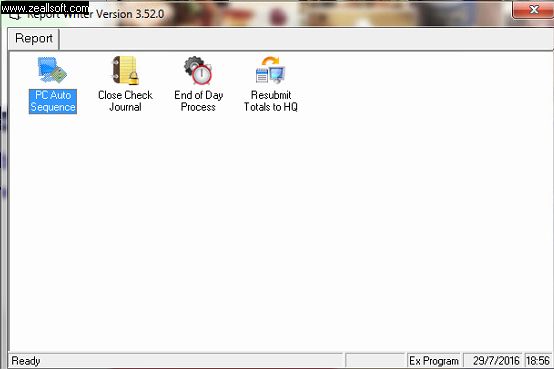 www.zeallsoft.com
Report Writer Version 3.52.0
Report
PC Auto
Sequence
Close Check
Journal
End of Day
Process
Resubmit
Totals to HQ
Ready
Ex Program
29/7/2016
18:56